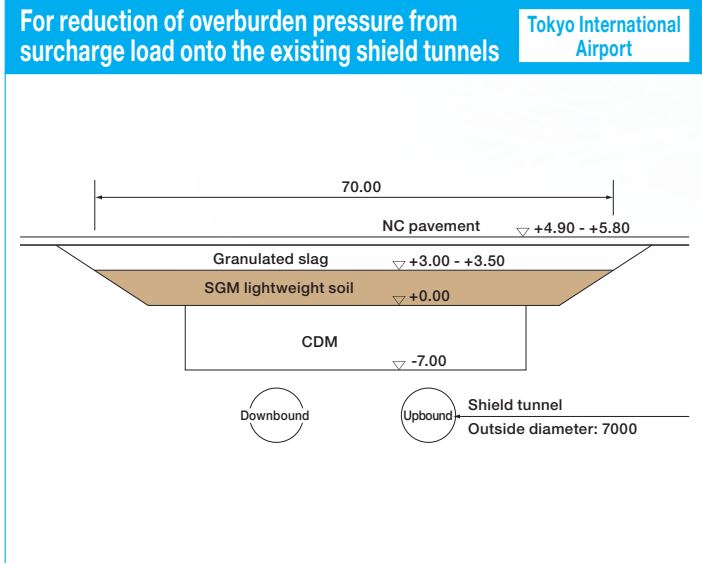 For reduction of overburden pressure from
surcharge load onto the existing shield tunnels
Tokyo International
Airport
70.00
NC pavement
▽ +4.90 - +5.80
Granulated slag
▽ +3.00 - +3.50
SGM lightweight soil
▽ +0.00
CDM
▽ -7.00
Downbound
Upbound
Shield tunnel
Outside diameter: 7000